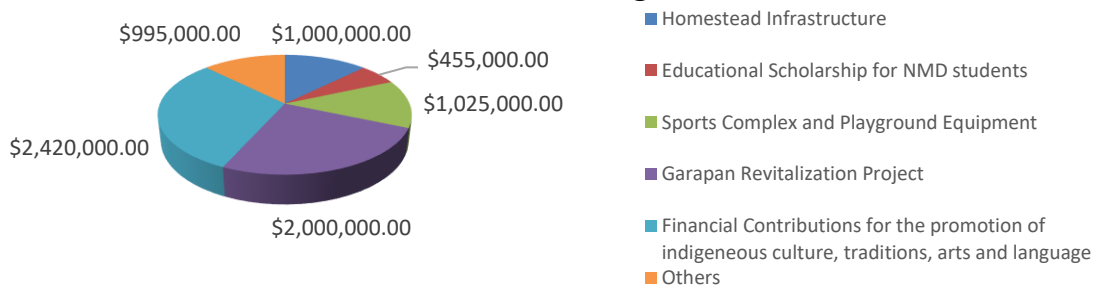 $995,000.00
$1,000,000.00
$455,000.00
$1,025,000.00
$2,420,000.00
$2,000,000.00
Homestead Infrastructure
Educational Scholarship for NMD students
Sports Complex and Playground Equipment
Garapan Revitalization Project
Financial Contributions for the promotion of
indigeneous culture, traditions, arts and language
Others